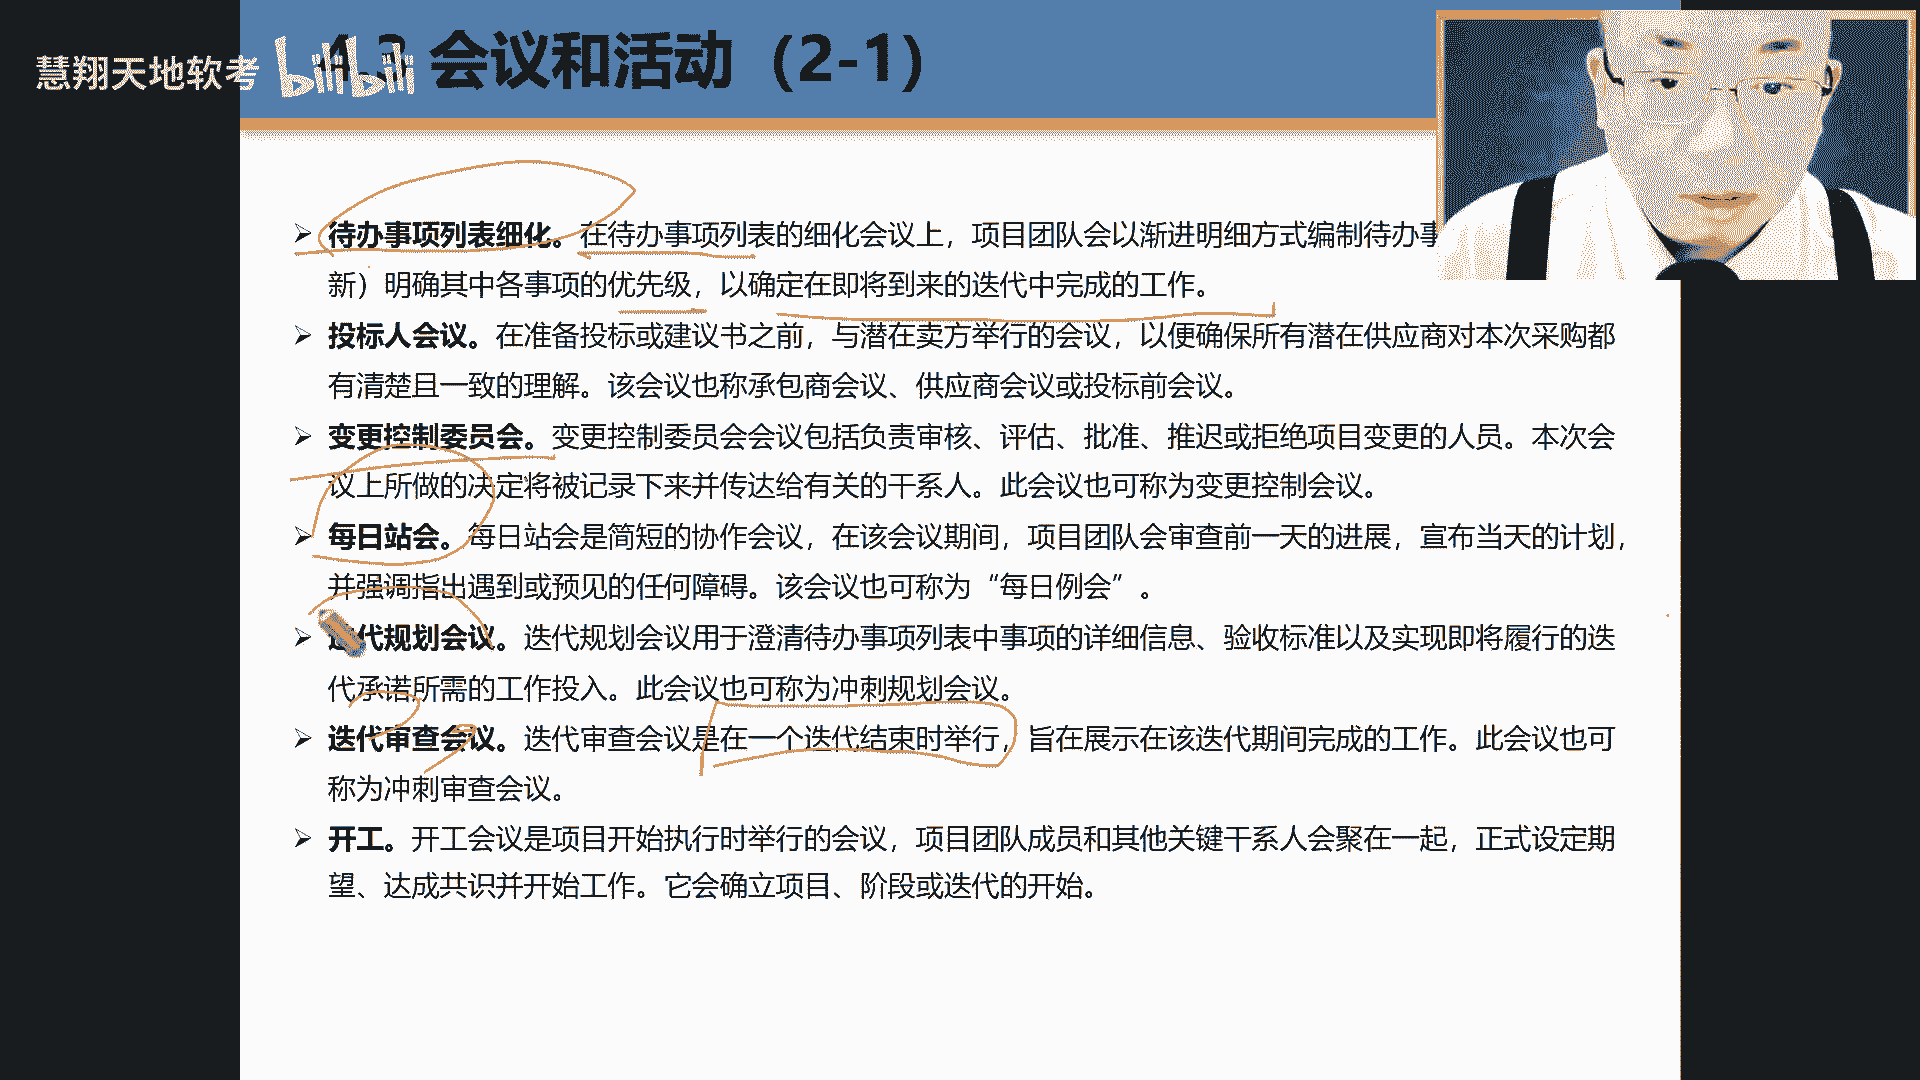 慧翔天地软考 bilibili 4.3 会议和活动（2-1）
➢ 待办事项列表细化。在待办事项列表的细化会议上，项目团队会以渐进明细方式编制待办事
新）明确其中各事项的优先级，以确定在即将到来的迭代中完成的工作。
➢ 投标人会议。在准备投标或建议书之前，与潜在卖方举行的会议，以便确保所有潜在供应商对本次采购都
有清楚且一致的理解。该会议也称承包商会议、供应商会议或投标前会议。
➢ 变更控制委员会。变更控制委员会会议包括负责审核、评估、批准、推迟或拒绝项目变更的人员。本次会
议上所做的决定将被记录下来并传达给有关的干系人。此会议也可称为变更控制会议。
➢ 每日站会。每日站会是简短的协作会议，在该会议期间，项目团队会审查前一天的进展，宣布当天的计划，
并强调指出遇到或预见的任何障碍。该会议也可称为“每日例会”。
➢ 迭代规划会议。迭代规划会议用于澄清待办事项列表中事项的详细信息、验收标准以及实现即将履行的迭
代承诺所需的工作投入。此会议也可称为冲刺规划会议。
➢ 迭代审查会议。迭代审查会议是在一个迭代结束时举行，旨在展示在该迭代期间完成的工作。此会议也可
称为冲刺审查会议。
➢ 开工。开工会议是项目开始执行时举行的会议，项目团队成员和其他关键干系人会聚在一起，正式设定期
望、达成共识并开始工作。它会确立项目、阶段或迭代的开始。